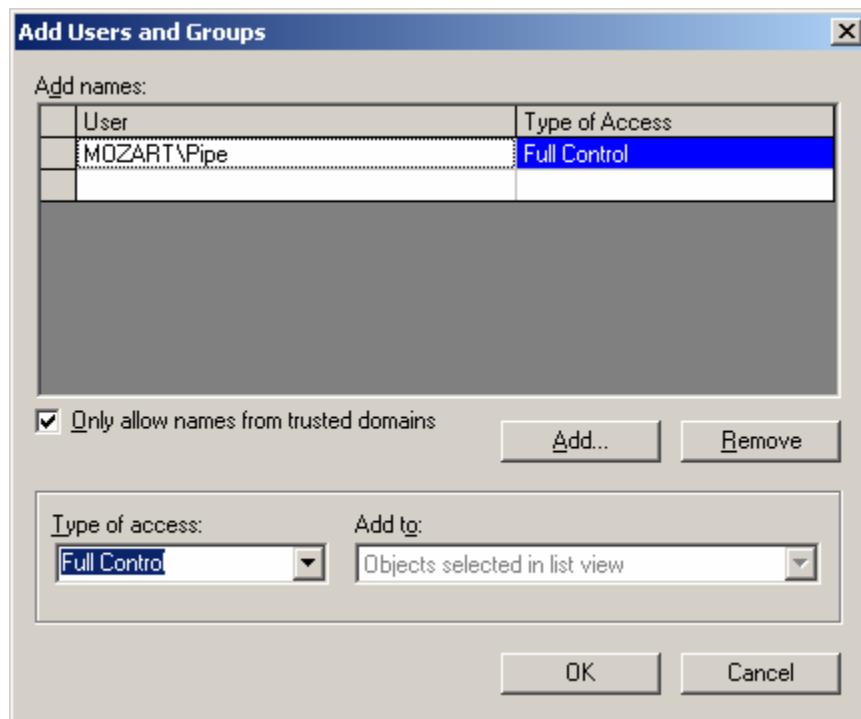 Add Users and Groups
Add names:
User Type of Access
MOZART\Pipe Full Control
Only allow names from trusted domains
Add... Remove
Type of access: Add to:
Full Control Objects selected in list view
OK Cancel